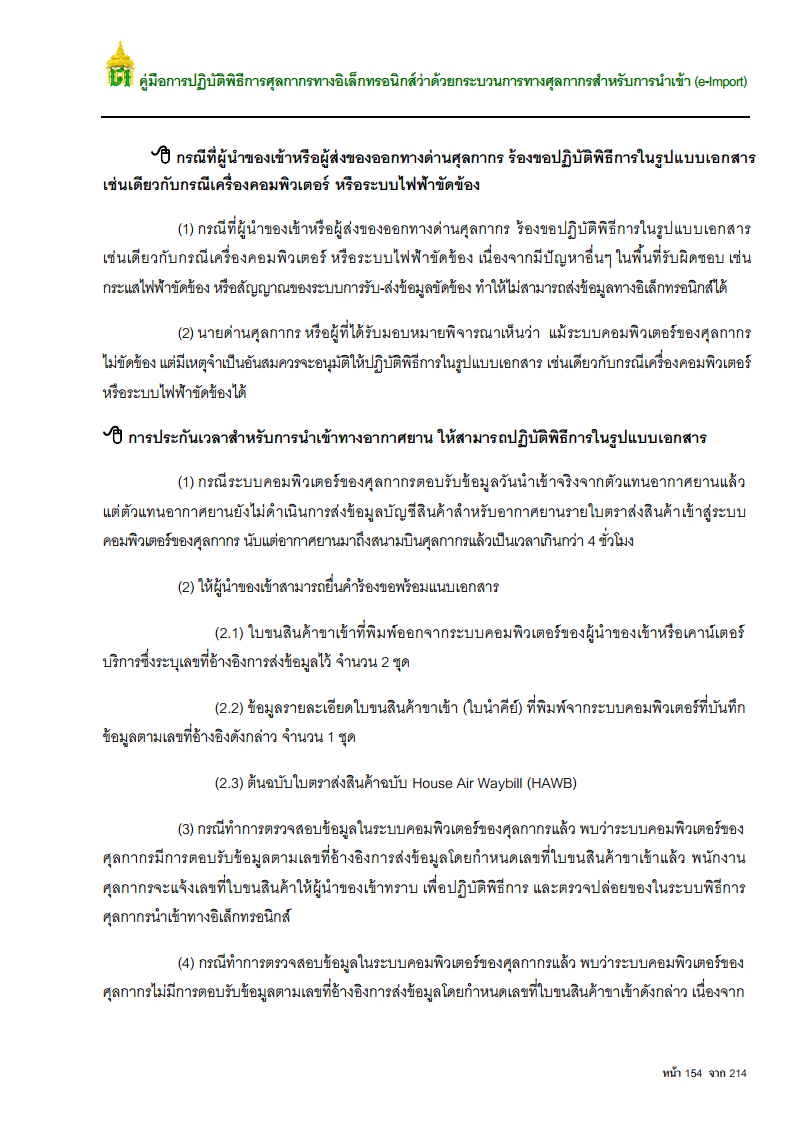 คู่มือการปฏิบัติพิธีการศุลกากรทางอิเล็กทรอนิกส์ว่าด้วยกระบวนการทางศุลกากรสำหรับการนำเข้า (e-Import)
กรณีที่ผู้นำของเข้าหรือผู้ส่งของออกทางด่านศุลกากร ร้องขอปฏิบัติพิธีการในรูปแบบเอกสาร
เช่นเดียวกับกรณีเครื่องคอมพิวเตอร์ หรือระบบไฟฟ้าขัดข้อง
(1) กรณีที่ผู้นำของเข้าหรือผู้ส่งของออกทางด่านศุลกากร ร้องขอปฏิบัติพิธีการในรูปแบบเอกสาร
เช่นเดียวกับกรณีเครื่องคอมพิวเตอร์ หรือระบบไฟฟ้าขัดข้อง เนื่องจากมีปัญหาอื่นๆ ในพื้นที่รับผิดชอบ เช่น
กระแสไฟฟ้าขัดข้อง หรือสัญญาณของระบบการรับ-ส่งข้อมูลขัดข้อง ทำให้ไม่สามารถส่งข้อมูลทางอิเล็กทรอนิกส์ได้
(2) นายด่านศุลกากร หรือผู้ที่ได้รับมอบหมายพิจารณาเห็นว่า แม้ระบบคอมพิวเตอร์ของศุลกากร
ไม่ขัดข้อง แต่มีเหตุจำเป็นอันสมควรจะอนุมัติให้ปฏิบัติพิธีการในรูปแบบเอกสาร เช่นเดียวกับกรณีเครื่องคอมพิวเตอร์
หรือระบบไฟฟ้าขัดข้องได้
การประกันเวลาสำหรับการนำเข้าทางอากาศยาน ให้สามารถปฏิบัติพิธีการในรูปแบบเอกสาร
(1) กรณีระบบคอมพิวเตอร์ของศุลกากรตอบรับข้อมูลวันนำเข้าจริงจากตัวแทนอากาศยานแล้ว
แต่ตัวแทนอากาศยานยังไม่ดำเนินการส่งข้อมูลบัญชีสินค้าสำหรับอากาศยานรายใบตราส่งสินค้าเข้าสู่ระบบ
คอมพิวเตอร์ของศุลกากร นับแต่อากาศยานมาถึงสนามบินศุลกากรแล้วเป็นเวลาเกินกว่า 4 ชั่วโมง
(2) ให้ผู้นำของเข้าสามารถยื่นคำร้องขอพร้อมแนบเอกสาร
(2.1) ใบขนสินค้าขาเข้าที่พิมพ์ออกจากระบบคอมพิวเตอร์ของผู้นำของเข้าหรือเคาน์เตอร์
บริการซึ่งระบุเลขที่อ้างอิงการส่งข้อมูลไว้ จำนวน 2 ชุด
(2.2) ข้อมูลรายละเอียดใบขนสินค้าขาเข้า (ใบนำคีย์) ที่พิมพ์จากระบบคอมพิวเตอร์ที่บันทึก
ข้อมูลตามเลขที่อ้างอิงดังกล่าว จำนวน 1 ชุด
(2.3) ต้นฉบับใบตราส่งสินค้าฉบับ House Air Waybill (HAWB)
(3) กรณีทำการตรวจสอบข้อมูลในระบบคอมพิวเตอร์ของศุลกากรแล้ว พบว่าระบบคอมพิวเตอร์ของ
ศุลกากรมีการตอบรับข้อมูลตามเลขที่อ้างอิงการส่งข้อมูลโดยกำหนดเลขที่ใบขนสินค้าขาเข้าแล้ว พนักงาน
ศุลกากรจะแจ้งเลขที่ใบขนสินค้าให้ผู้นำของเข้าทราบ เพื่อปฏิบัติพิธีการ และตรวจปล่อยของในระบบพิธีการ
ศุลกากรนำเข้าทางอิเล็กทรอนิกส์
(4) กรณีทำการตรวจสอบข้อมูลในระบบคอมพิวเตอร์ของศุลกากรแล้ว พบว่าระบบคอมพิวเตอร์ของ
ศุลกากรไม่มีการตอบรับข้อมูลตามเลขที่อ้างอิงการส่งข้อมูลโดยกำหนดเลขที่ใบขนสินค้าขาเข้าดังกล่าว เนื่องจาก
หน้า 154 จาก 214